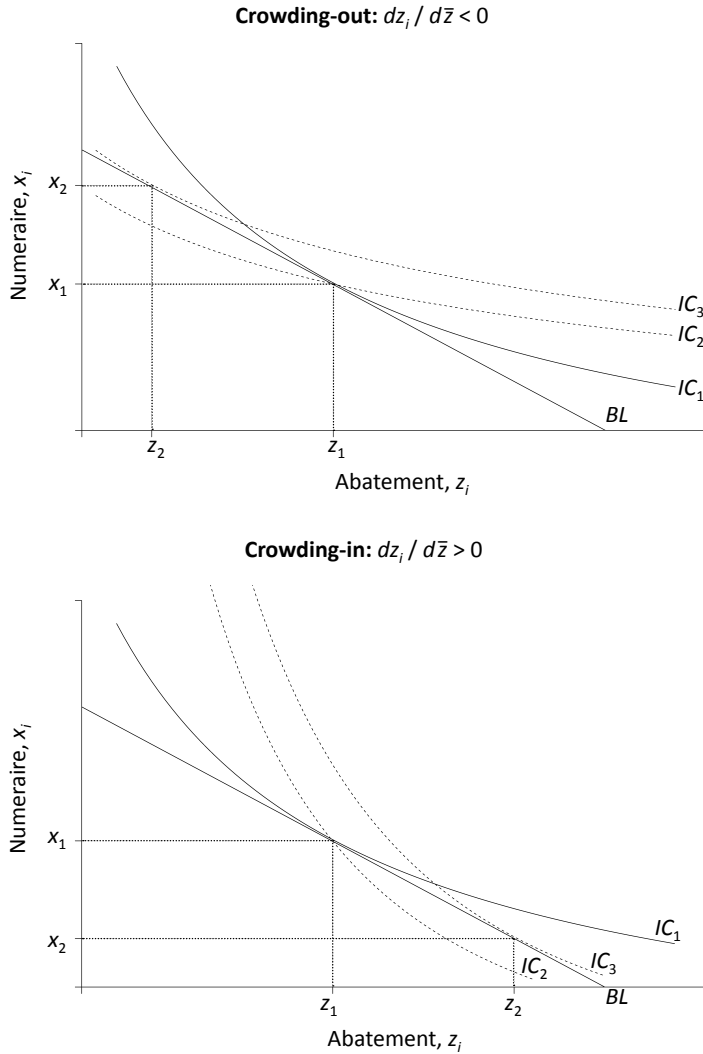 Crowding-out: dz_i / dz̄ < 0
Numeraire, x_i
x_2
x_1
IC_3
IC_2
IC_1
BL
z_2
z_1
Abatement, z_i
Crowding-in: dz_i / dz̄ > 0
Numeraire, x_i
x_1
x_2
IC_1
IC_2
IC_3
BL
z_1
z_2
Abatement, z_i